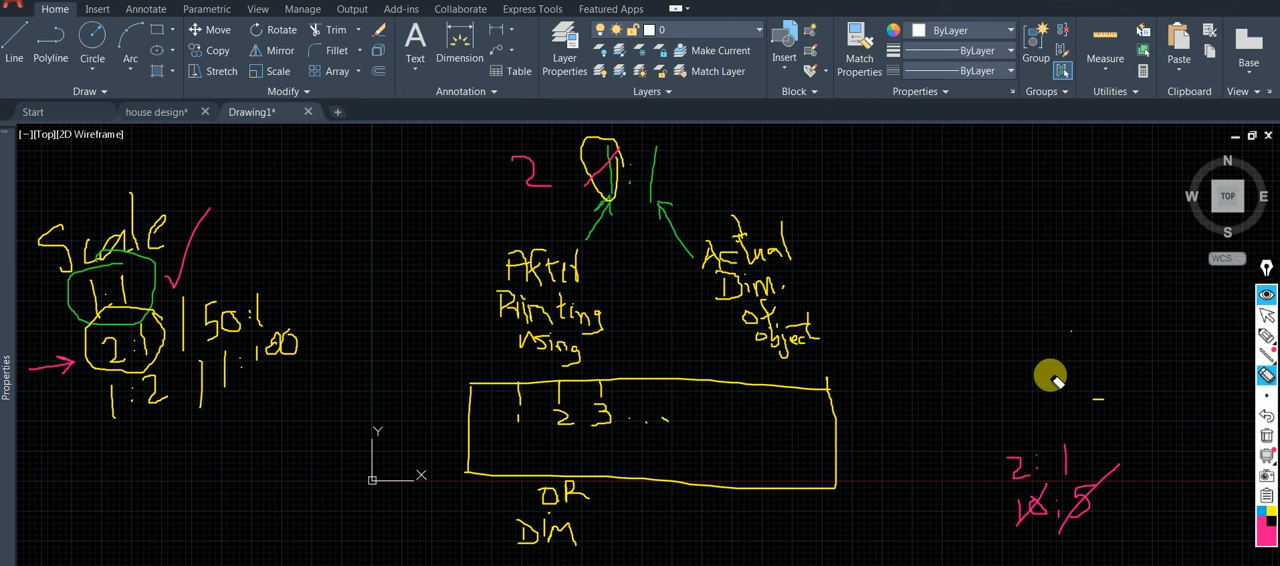 Home Insert Annotate Parametric View Manage Output Add-ins Collaborate Express Tools Featured Apps
Line Polyline Circle Arc
Move Rotate Trim
Copy Mirror Fillet
Stretch Scale Array
Text Dimension Table
Layer Properties
0
Make Current
Match Layer
Insert
Match Properties
ByLayer
ByLayer
ByLayer
Group Measure Paste Base
Draw Modify Annotation Layers Block Properties Groups Utilities Clipboard View
Start house design* Drawing1*
[−][Top][2D Wireframe]
N
W TOP E
S
WCS
Properties
2 1:1
Scale
1:1
2:1
1:2
50:1
1:100
After
Printing
Using
Actual
Dim.
Of
object
1 2 3 ...
OR
DIM
Y
X
2:1
10:5